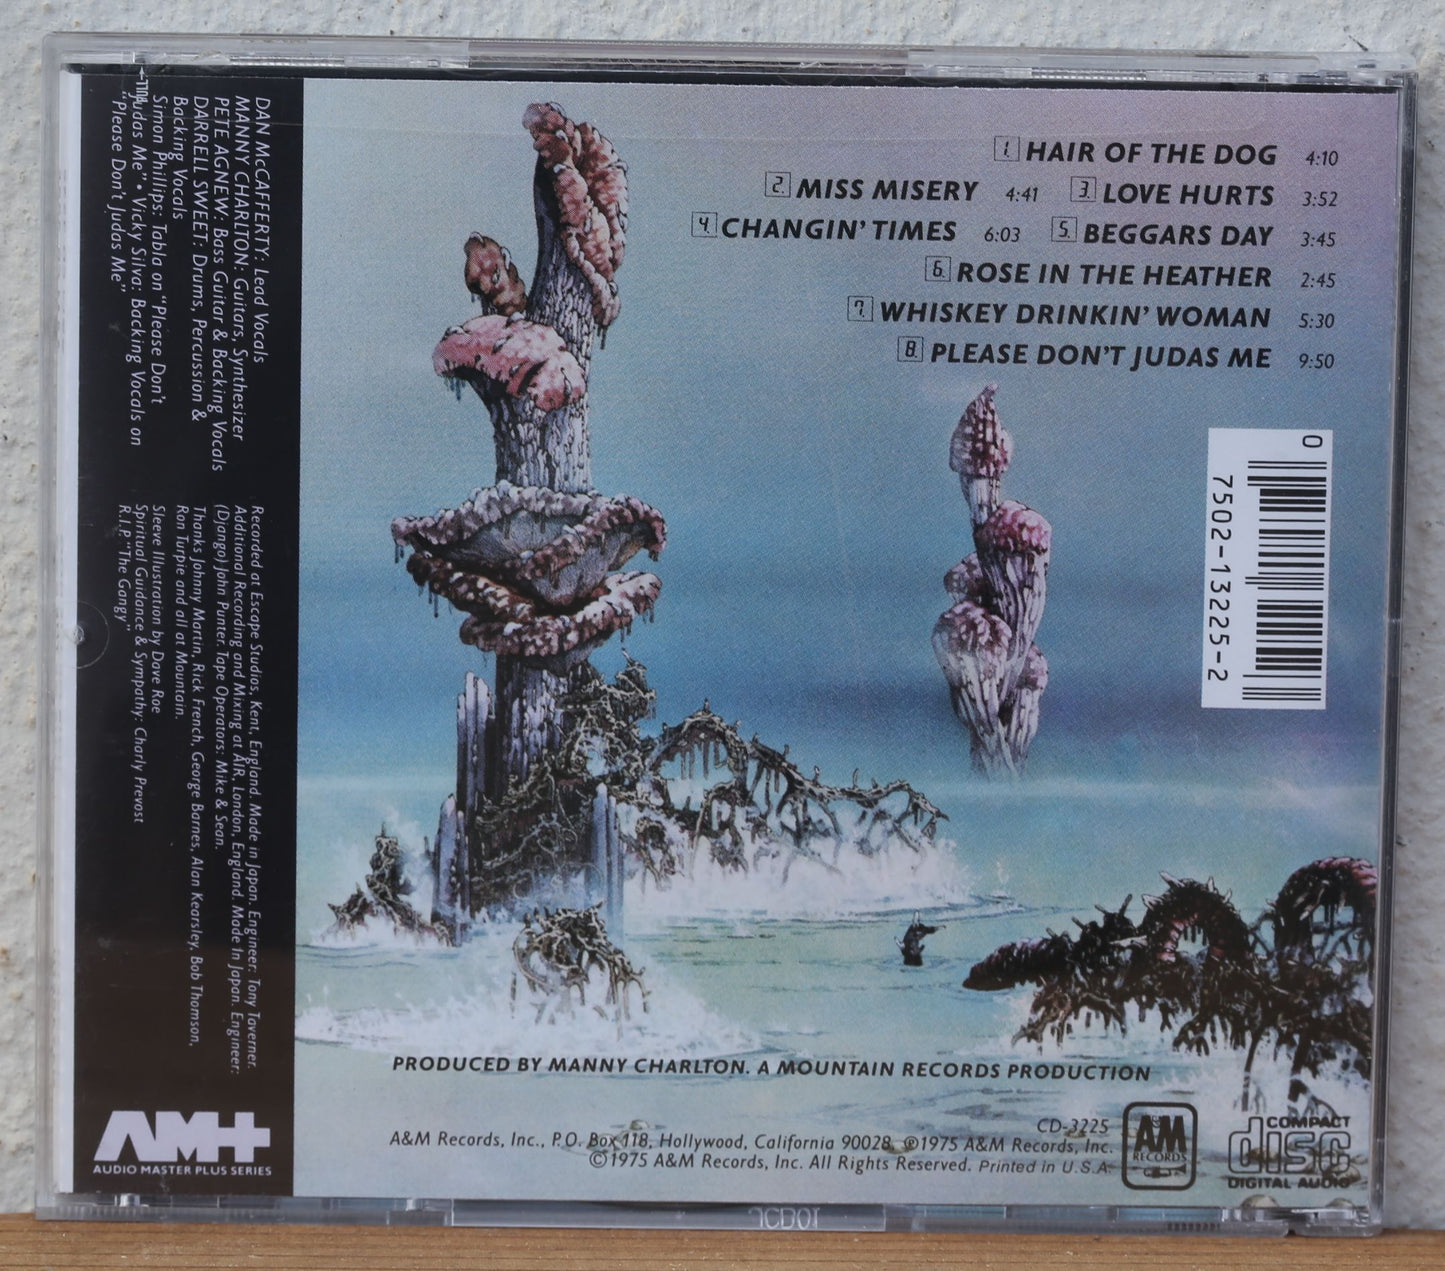 1. HAIR OF THE DOG 4:10
2. MISS MISERY 4:41 3. LOVE HURTS 3:52
4. CHANGIN' TIMES 6:03 5. BEGGARS DAY 3:45
6. ROSE IN THE HEATHER 2:45
7. WHISKEY DRINKIN' WOMAN 5:30
8. PLEASE DON'T JUDAS ME 9:50
0 7502-13225-2
DAN McCAFFERTY: Lead Vocals
MANNY CHARLTON: Guitars, Synthesizer
PETE AGNEW: Bass Guitar & Backing Vocals
DARRELL SWEET: Drums, Percussion &
Backing Vocals
Simon Phillips: Tabla on "Please Don't
Judas Me" • Vicky Silva: Backing Vocals on
"Please Don't Judas Me"
Recorded at Escape Studios, Kent, England. Made in Japan. Engineer: Tony Taverner.
Additional Recording and Mixing at AIR, London, England. Made In Japan. Engineer:
(Django) John Punter. Tape Operators: Mike & Sean.
Thanks Johnny Martin, Rick French, George Barnes, Alan Kearsley, Bob Thomson,
Ron Turpie and all at Mountain.
Sleeve Illustration by Dave Roe
Spiritual Guidance & Sympathy: Charly Prevost
R.I.P. "The Gangy"
AM+
AUDIO MASTER PLUS SERIES
PRODUCED BY MANNY CHARLTON. A MOUNTAIN RECORDS PRODUCTION
CD-3225
A&M Records, Inc., P.O. Box 118, Hollywood, California 90028 ℗1975 A&M Records, Inc.
©1975 A&M Records, Inc. All Rights Reserved. Printed in U.S.A.
AM
RECORDS
COMPACT
disc
DIGITAL AUDIO
JCD01